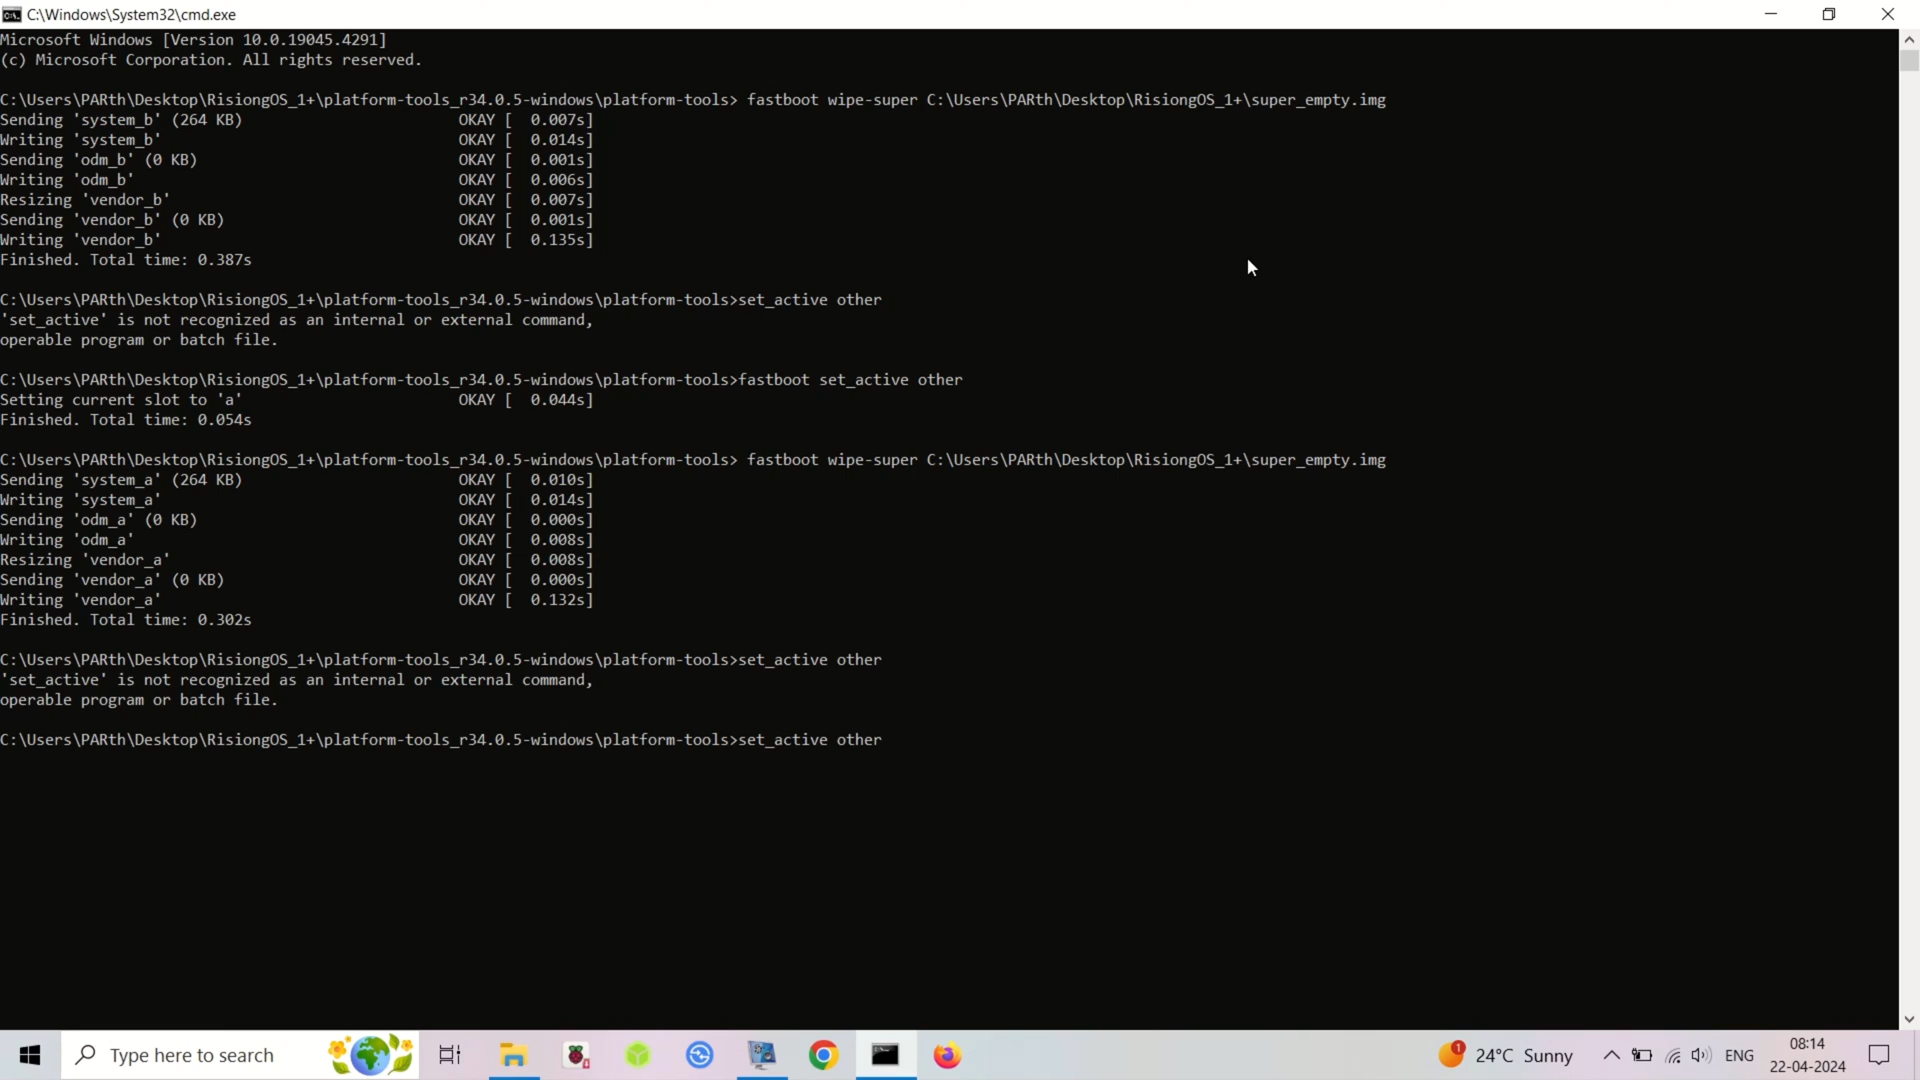 C:\Windows\System32\cmd.exe
Microsoft Windows [Version 10.0.19045.4291]
(c) Microsoft Corporation. All rights reserved.
C:\Users\PARth\Desktop\RisiongOS_1+\platform-tools_r34.0.5-windows\platform-tools> fastboot wipe-super C:\Users\PARth\Desktop\RisiongOS_1+\super_empty.img
Sending 'system_b' (264 KB) OKAY [ 0.007s]
Writing 'system_b' OKAY [ 0.014s]
Sending 'odm_b' (0 KB) OKAY [ 0.001s]
Writing 'odm_b' OKAY [ 0.006s]
Resizing 'vendor_b' OKAY [ 0.007s]
Sending 'vendor_b' (0 KB) OKAY [ 0.001s]
Writing 'vendor_b' OKAY [ 0.135s]
Finished. Total time: 0.387s
C:\Users\PARth\Desktop\RisiongOS_1+\platform-tools_r34.0.5-windows\platform-tools>set_active other
'set_active' is not recognized as an internal or external command,
operable program or batch file.
C:\Users\PARth\Desktop\RisiongOS_1+\platform-tools_r34.0.5-windows\platform-tools>fastboot set_active other
Setting current slot to 'a' OKAY [ 0.044s]
Finished. Total time: 0.054s
C:\Users\PARth\Desktop\RisiongOS_1+\platform-tools_r34.0.5-windows\platform-tools> fastboot wipe-super C:\Users\PARth\Desktop\RisiongOS_1+\super_empty.img
Sending 'system_a' (264 KB) OKAY [ 0.010s]
Writing 'system_a' OKAY [ 0.014s]
Sending 'odm_a' (0 KB) OKAY [ 0.000s]
Writing 'odm_a' OKAY [ 0.008s]
Resizing 'vendor_a' OKAY [ 0.008s]
Sending 'vendor_a' (0 KB) OKAY [ 0.000s]
Writing 'vendor_a' OKAY [ 0.132s]
Finished. Total time: 0.302s
C:\Users\PARth\Desktop\RisiongOS_1+\platform-tools_r34.0.5-windows\platform-tools>set_active other
'set_active' is not recognized as an internal or external command,
operable program or batch file.
C:\Users\PARth\Desktop\RisiongOS_1+\platform-tools_r34.0.5-windows\platform-tools>set_active other
Type here to search
1
24°C Sunny
ENG
08:14
22-04-2024